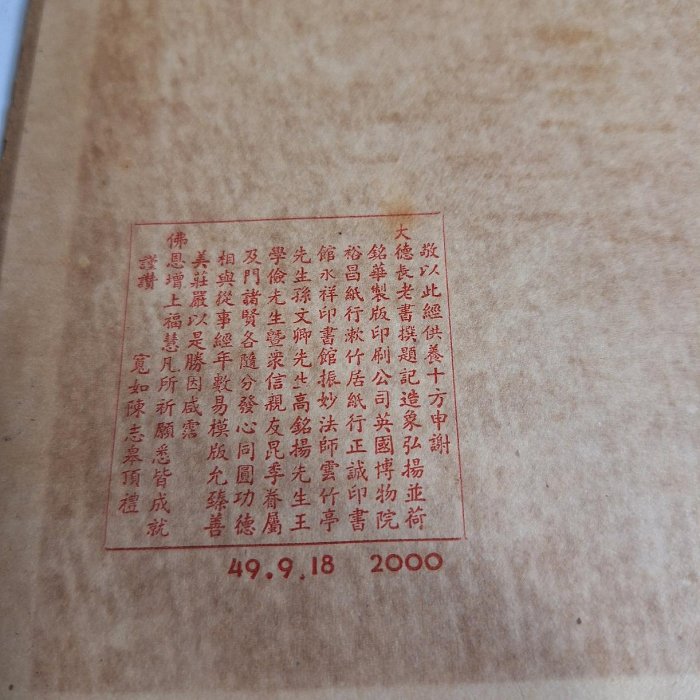 敬以此經供養十方申謝
大德長老書撰題記造象弘揚並荷
銘華製版印刷公司英國博物院
裕昌紙行漱竹居紙行正誠印書
館永祥印書館振妙法師雲竹亭
先生孫文卿先生高銘揚先生王
學儉先生暨眾信親友昆季眷屬
及門諸賢各隨分發心同圓功德
相與從事經年數易模版允臻善
美莊嚴以是勝因咸霑
佛恩增上福慧凡所祈願悉皆成就
謹讚 寬如陳志皋頂禮
49.9.18 2000